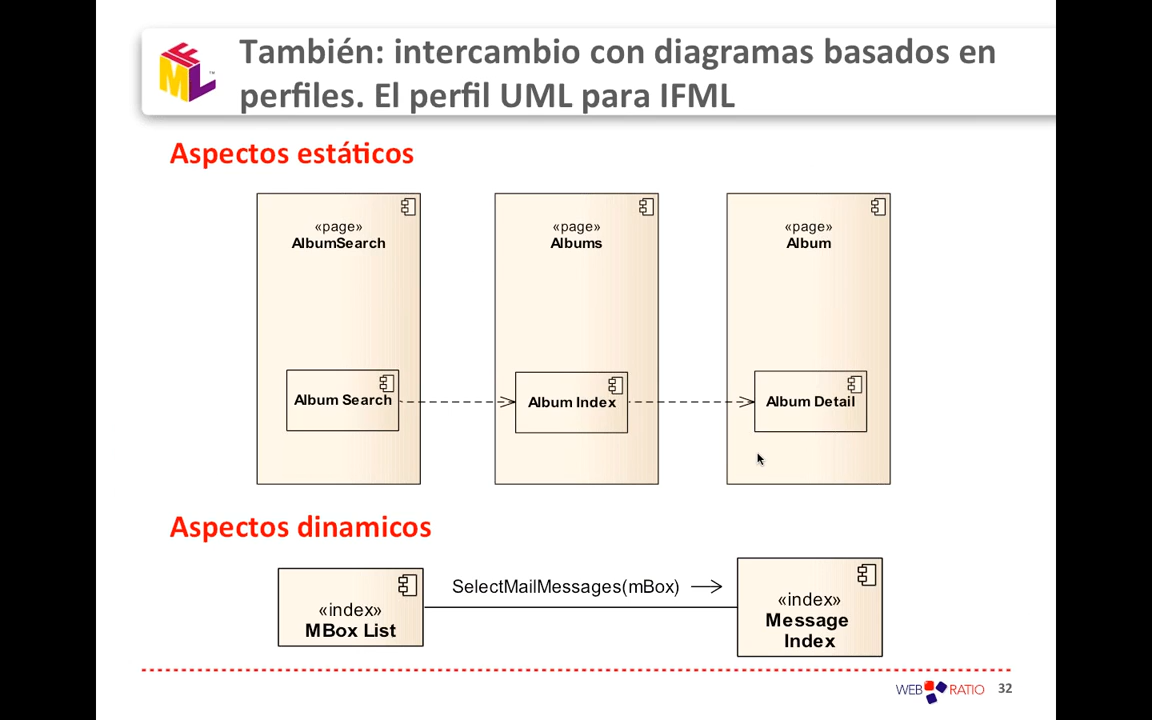 También: intercambio con diagramas basados en
perfiles. El perfil UML para IFML
IFML
™
Aspectos estáticos
«page»
AlbumSearch
«page»
Albums
«page»
Album
Album Search
Album Index
Album Detail
Aspectos dinamicos
«index»
MBox List
SelectMailMessages(mBox)
«index»
Message
Index
WEB RATIO
32